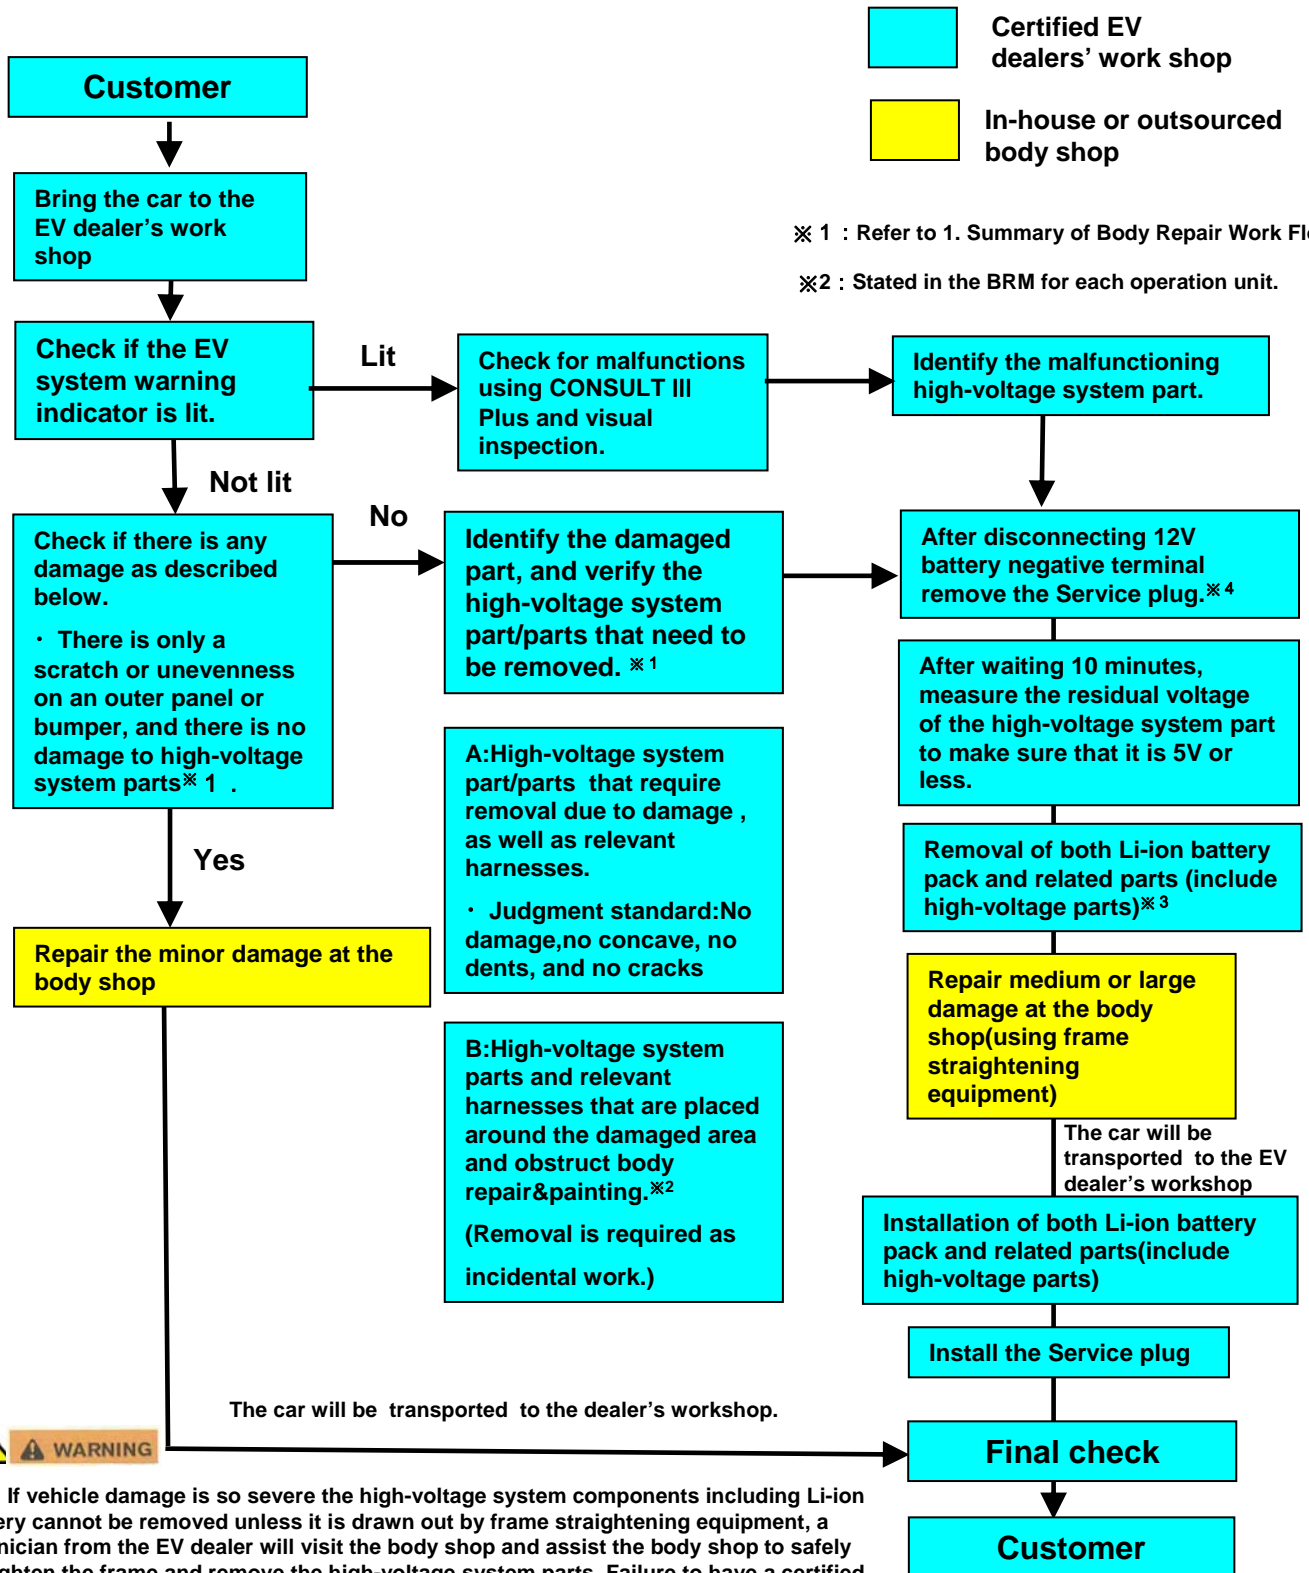 Certified EV
dealers’ work shop
In-house or outsourced
body shop
※１：Refer to 1. Summary of Body Repair Work
※2：Stated in the BRM for each operation unit.
Customer
Bring the car to the
EV dealer’s work
shop
Check if the EV
system warning
indicator is lit.
Lit
Check for malfunctions
using CONSULT III
Plus and visual
inspection.
Identify the malfunctioning
high-voltage system part.
Not lit
Check if there is any
damage as described
below.
・ There is only a
scratch or unevenness
on an outer panel or
bumper, and there is no
damage to high-voltage
system parts※１ .
No
Identify the damaged
part, and verify the
high-voltage system
part/parts that need to
be removed. ※１
After disconnecting 12V
battery negative terminal
remove the Service plug.※４
After waiting 10 minutes,
measure the residual voltage
of the high-voltage system part
to make sure that it is 5V or
less.
A:High-voltage system
part/parts that require
removal due to damage ,
as well as relevant
harnesses.
・ Judgment standard:No
damage,no concave, no
dents, and no cracks
Yes
Removal of both Li-ion battery
pack and related parts (include
high-voltage parts)※３
Repair the minor damage at the
body shop
Repair medium or large
damage at the body
shop(using frame
straightening
equipment)
B:High-voltage system
parts and relevant
harnesses that are placed
around the damaged area
and obstruct body
repair&painting.※2
(Removal is required as
incidental work.)
The car will be
transported to the EV
dealer’s workshop
Installation of both Li-ion battery
pack and related parts(include
high-voltage parts)
Install the Service plug
The car will be transported to the dealer’s workshop.
Final check
Customer
WARNING
If vehicle damage is so severe the high-voltage system components including Li-ion
cannot be removed unless it is drawn out by frame straightening equipment, a
from the EV dealer will visit the body shop and assist the body shop to safely
the frame and remove the high-voltage system parts. Failure to have a certified